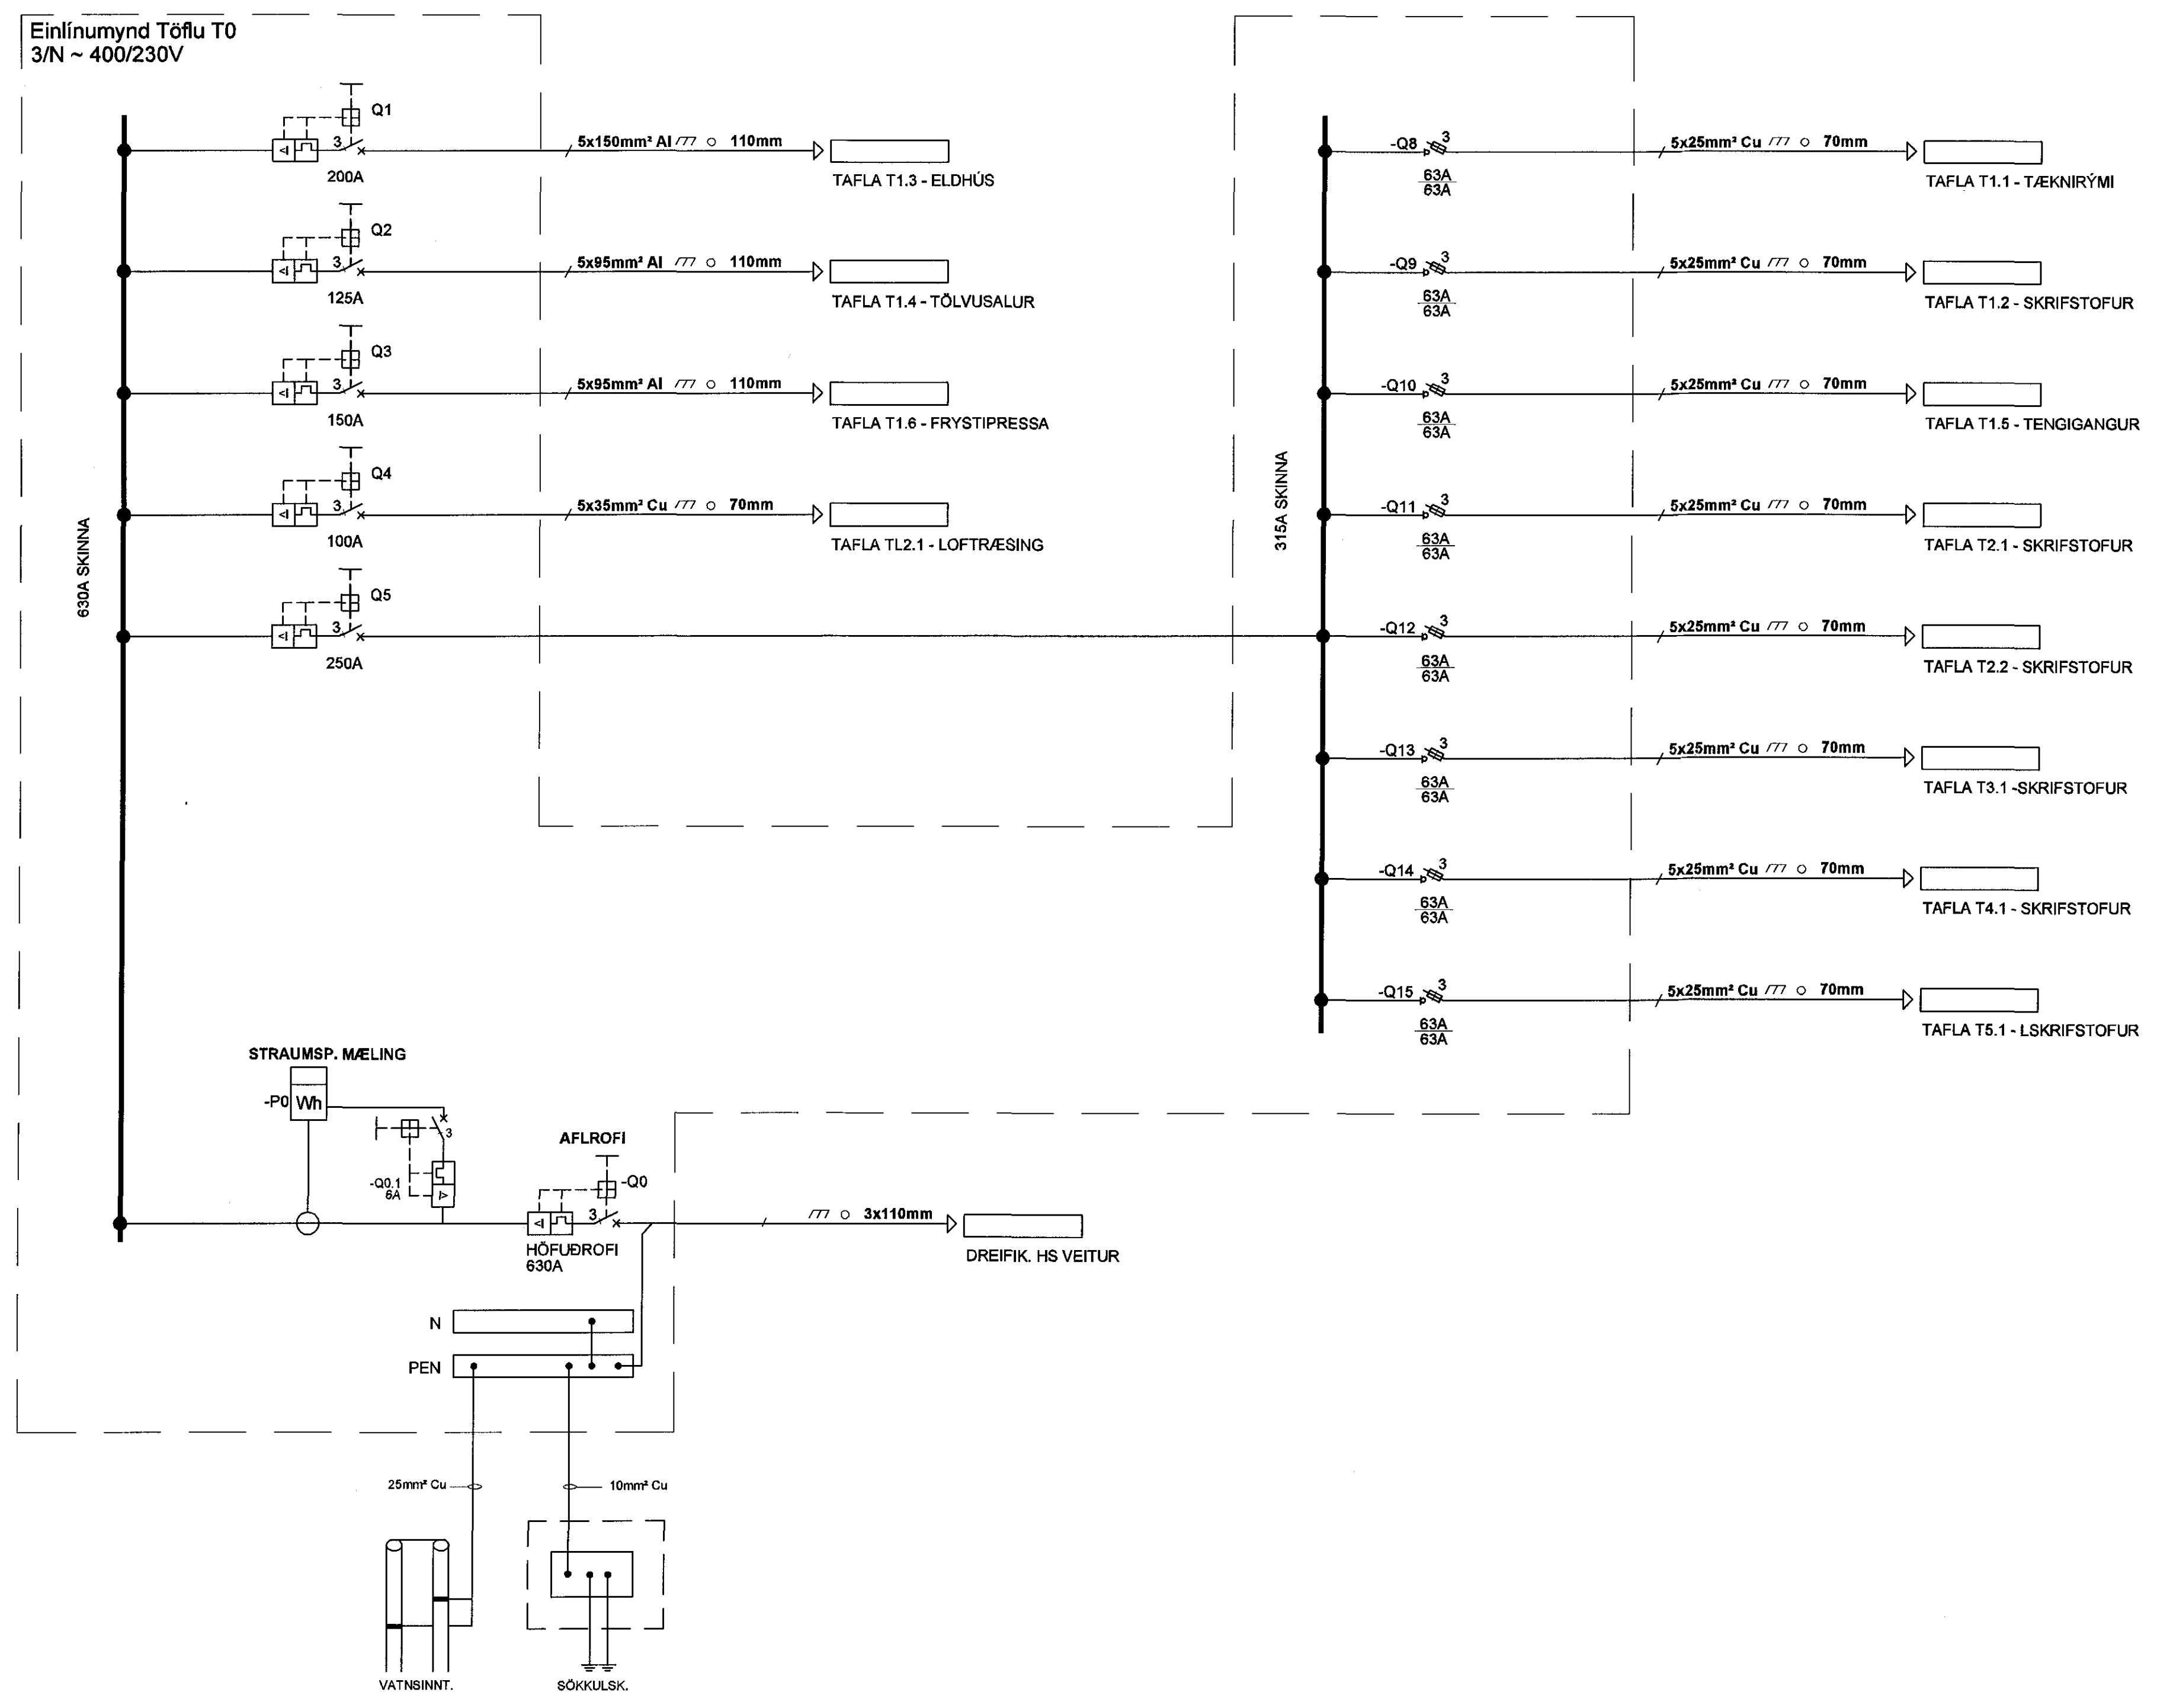 Einlínumynd Töflu T0
3/N ~ 400/230V
630A SKINNA
Q1
3
200A
5x150mm² Al 110mm
TAFLA T1.3 - ELDHÚS
Q2
3
125A
5x95mm² Al 110mm
TAFLA T1.4 - TÖLVUSALUR
Q3
3
150A
5x95mm² Al 110mm
TAFLA T1.6 - FRYSTIPRESSA
Q4
3
100A
5x35mm² Cu 70mm
TAFLA TL2.1 - LOFTRÆSING
Q5
3
250A
315A SKINNA
-Q8
3
63A
63A
5x25mm² Cu 70mm
TAFLA T1.1 - TÆKNIRÝMI
-Q9
3
63A
63A
5x25mm² Cu 70mm
TAFLA T1.2 - SKRIFSTOFUR
-Q10
3
63A
63A
5x25mm² Cu 70mm
TAFLA T1.5 - TENGIGANGUR
-Q11
3
63A
63A
5x25mm² Cu 70mm
TAFLA T2.1 - SKRIFSTOFUR
-Q12
3
63A
63A
5x25mm² Cu 70mm
TAFLA T2.2 - SKRIFSTOFUR
-Q13
3
63A
63A
5x25mm² Cu 70mm
TAFLA T3.1 -SKRIFSTOFUR
-Q14
3
63A
63A
5x25mm² Cu 70mm
TAFLA T4.1 - SKRIFSTOFUR
-Q15
3
63A
63A
5x25mm² Cu 70mm
TAFLA T5.1 - LSKRIFSTOFUR
STRAUMSP. MÆLING
-P0
Wh
3
-Q0.1
6A
AFLROFI
-Q0
3
HÖFUÐROFI
630A
3x110mm
DREIFIK. HS VEITUR
N
PEN
25mm² Cu
10mm² Cu
VATNSINNT.
SÖKKULSK.